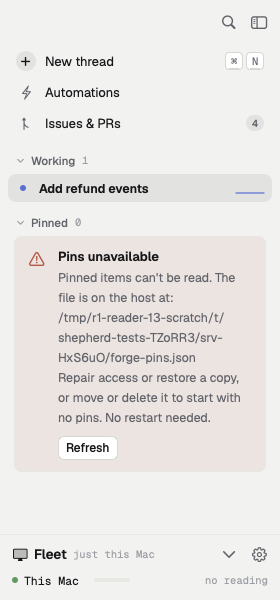 New thread ⌘ N
Automations
Issues & PRs 4
Working 1
Add refund events
Pinned 0
Pins unavailable
Pinned items can't be read. The
file is on the host at:
/tmp/r1-reader-13-scratch/t/
shepherd-tests-TZoRR3/srv-
HxS6uO/forge-pins.json
Repair access or restore a copy,
or move or delete it to start with
no pins. No restart needed.
Refresh
Fleet just this Mac
This Mac no reading